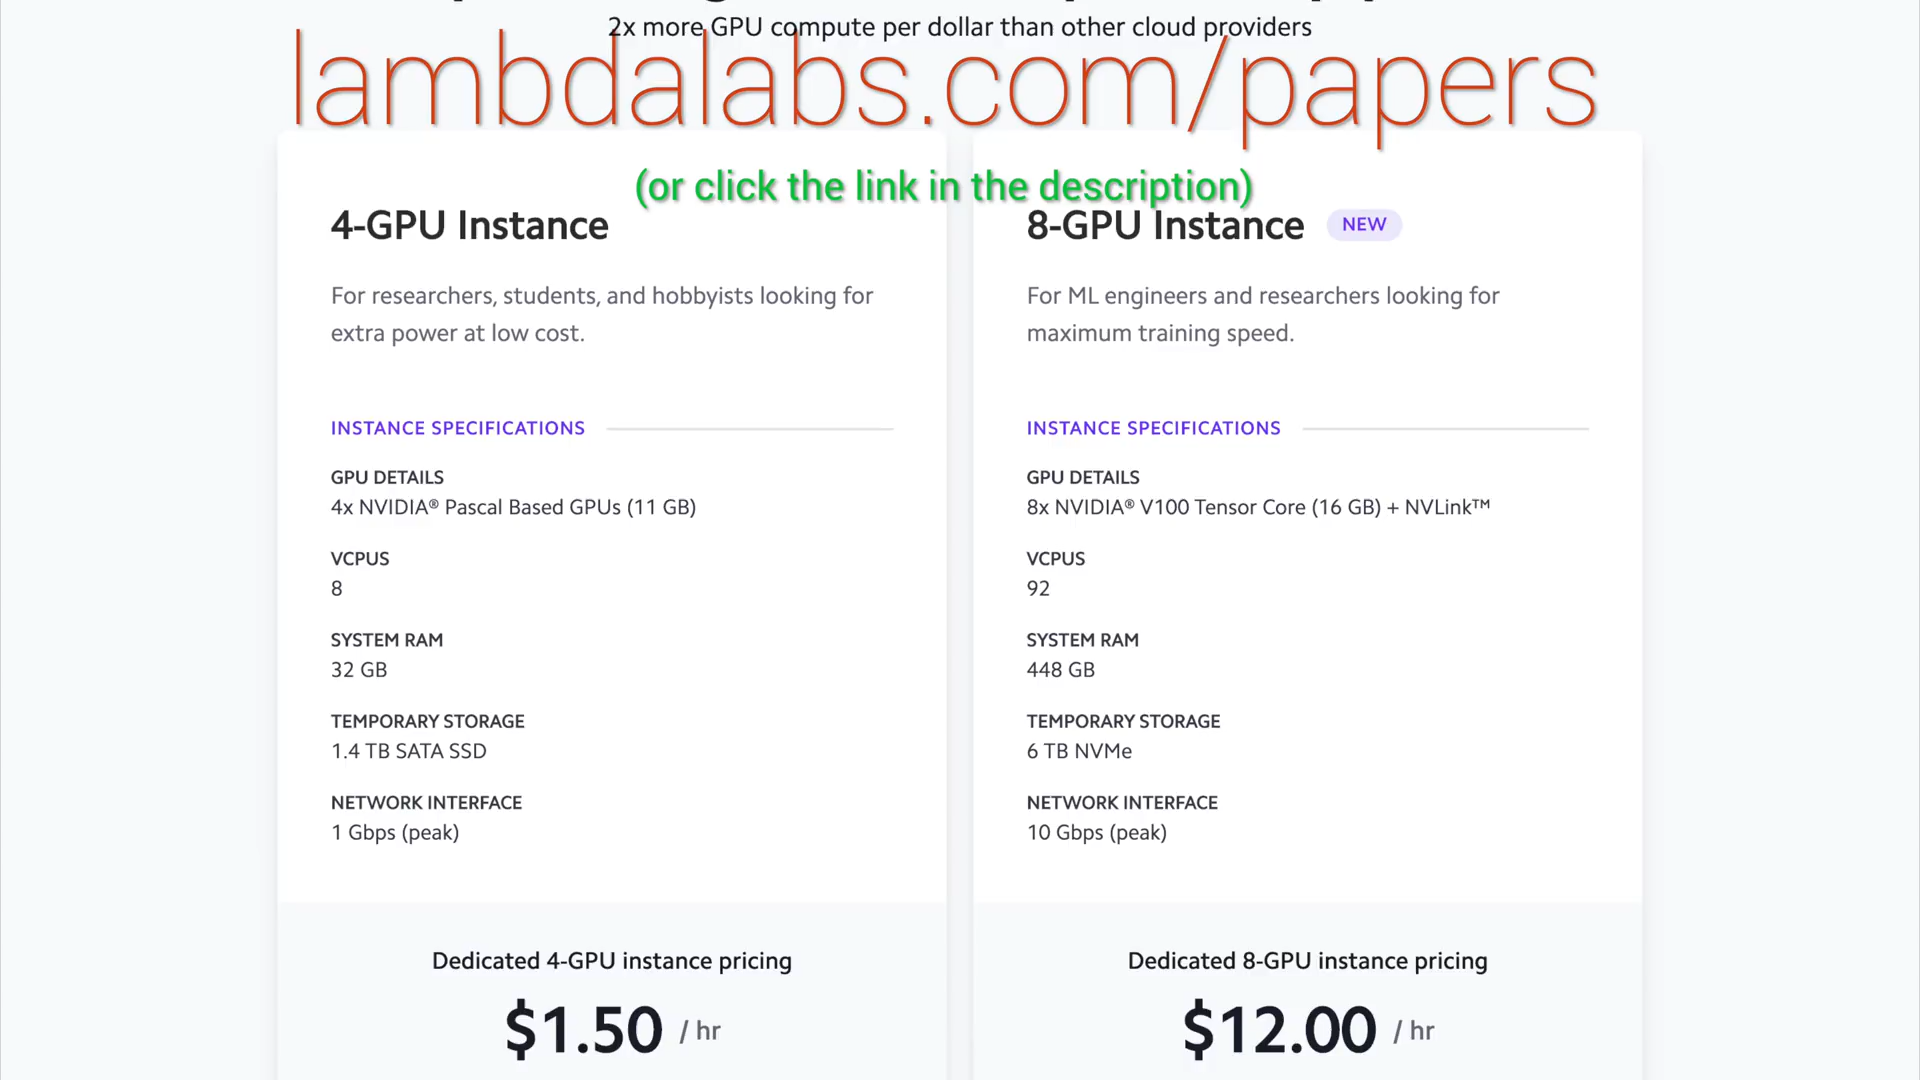 2x more GPU compute per dollar than other cloud providers
lambdalabs.com/papers
(or click the link in the description)
4-GPU Instance
For researchers, students, and hobbyists looking for
extra power at low cost.
INSTANCE SPECIFICATIONS
GPU DETAILS
4x NVIDIA® Pascal Based GPUs (11 GB)
VCPUS
8
SYSTEM RAM
32 GB
TEMPORARY STORAGE
1.4 TB SATA SSD
NETWORK INTERFACE
1 Gbps (peak)
Dedicated 4-GPU instance pricing
$1.50 / hr
8-GPU Instance NEW
For ML engineers and researchers looking for
maximum training speed.
INSTANCE SPECIFICATIONS
GPU DETAILS
8x NVIDIA® V100 Tensor Core (16 GB) + NVLink™
VCPUS
92
SYSTEM RAM
448 GB
TEMPORARY STORAGE
6 TB NVMe
NETWORK INTERFACE
10 Gbps (peak)
Dedicated 8-GPU instance pricing
$12.00 / hr